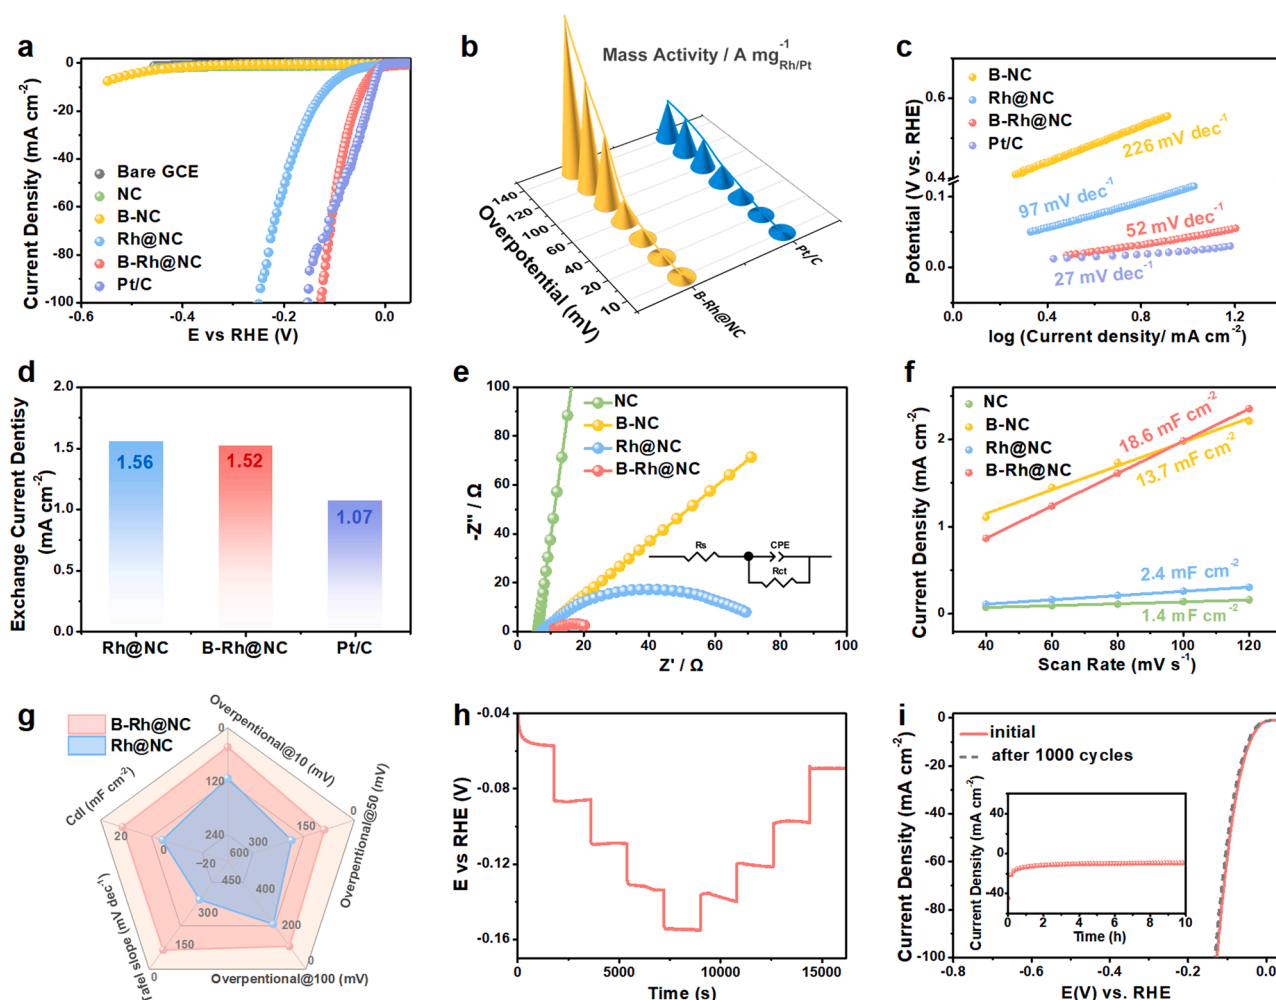 a
Current Density (mA cm-2)
0
-20
-40
-60
-80
-100
Bare GCE
NC
B-NC
Rh@NC
B-Rh@NC
Pt/C
-0.6
-0.4
-0.2
0.0
E vs RHE (V)
b
Mass Activity / A mg-1Rh/Pt
140
120
100
60
40
20
10
Overpotential (mV)
B-Rh@NC
Pt/C
c
Potential (V vs. RHE)
0.6
0.4
0.1
0.0
B-NC
Rh@NC
B-Rh@NC
Pt/C
226 mV dec-1
97 mV dec-1
52 mV dec-1
27 mV dec-1
0.0
0.4
0.8
1.2
log (Current density/ mA cm-2)
d
Exchange Current Dentisy
(mA cm-2)
2.0
1.5
1.0
0.5
0.0
1.56
1.52
1.07
Rh@NC
B-Rh@NC
Pt/C
e
-Z'' / Ω
100
80
60
40
20
0
NC
B-NC
Rh@NC
B-Rh@NC
Rs
CPE
Rct
0
20
40
60
80
100
Z' / Ω
f
Current Density (mA cm-2)
2
1
0
NC
B-NC
Rh@NC
B-Rh@NC
18.6 mF cm-2
13.7 mF cm-2
2.4 mF cm-2
1.4 mF cm-2
40
60
80
100
120
Scan Rate (mV s-1)
g
B-Rh@NC
Rh@NC
Overpentional@10 (mV)
0
120
240
Overpentional@50 (mV)
0
150
300
600
Overpentional@100 (mV)
0
200
400
Tafel slope (mV dec-1)
0
150
300
450
Cdl (mF cm-2)
20
0
−20
h
E vs RHE (V)
-0.04
-0.08
-0.12
-0.16
0
5000
10000
15000
Time (s)
i
Current Density (mA cm-2)
0
-20
-40
-60
-80
-100
initial
after 1000 cycles
Current Density (mA cm-2)
40
0
-40
0
2
4
6
8
10
Time (h)
-0.8
-0.6
-0.4
-0.2
0.0
E(V) vs. RHE